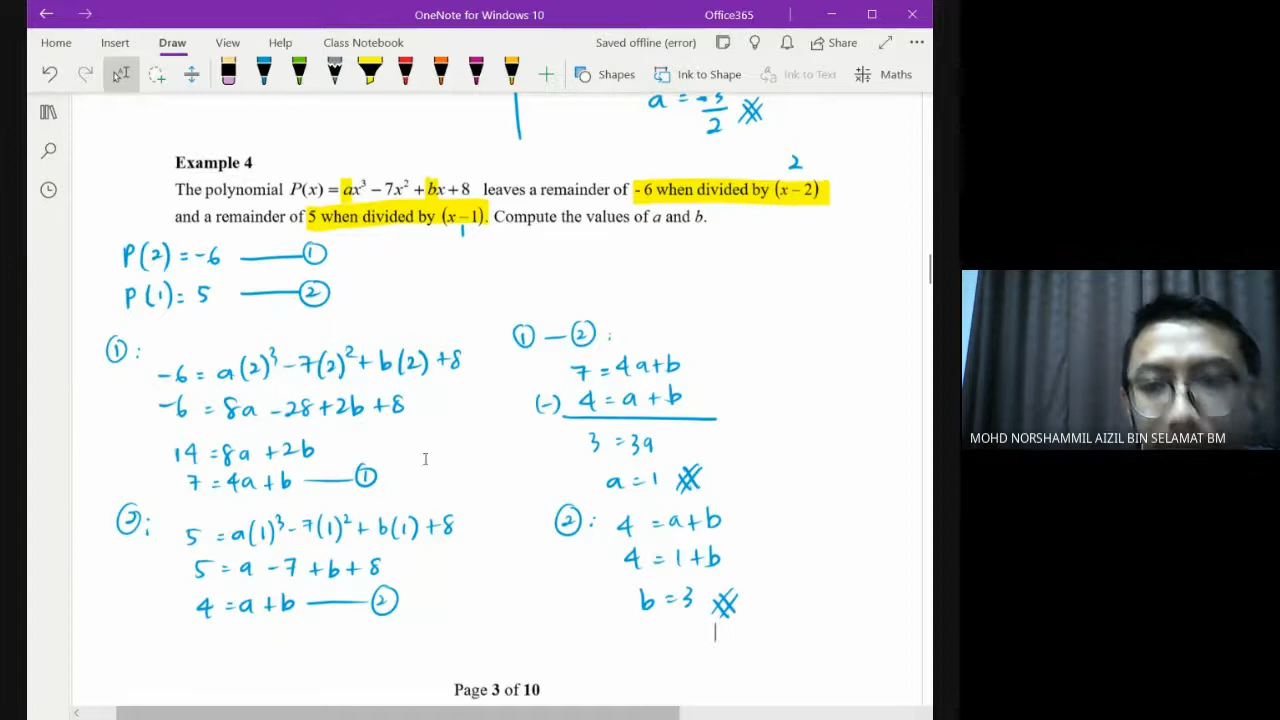 OneNote for Windows 10
Office365
Home Insert Draw View Help Class Notebook
Saved offline (error)
Share
Shapes
Ink to Shape
Ink to Text
Maths
a = -3/2
Example 4
2
The polynomial P(x) = ax³ − 7x² + bx + 8 leaves a remainder of - 6 when divided by (x − 2)
and a remainder of 5 when divided by (x − 1). Compute the values of a and b.
1
P(2) = -6 —— ①
P(1) = 5 —— ②
①:
-6 = a(2)³ - 7(2)² + b(2) + 8
-6 = 8a - 28 + 2b + 8
14 = 8a + 2b
7 = 4a + b —— ①
②:
5 = a(1)³ - 7(1)² + b(1) + 8
5 = a - 7 + b + 8
4 = a + b —— ②
① — ② :
7 = 4a + b
(-) 4 = a + b
3 = 3a
a = 1
②: 4 = a + b
4 = 1 + b
b = 3
Page 3 of 10
MOHD NORSHAMMIL AIZIL BIN SELAMAT BM